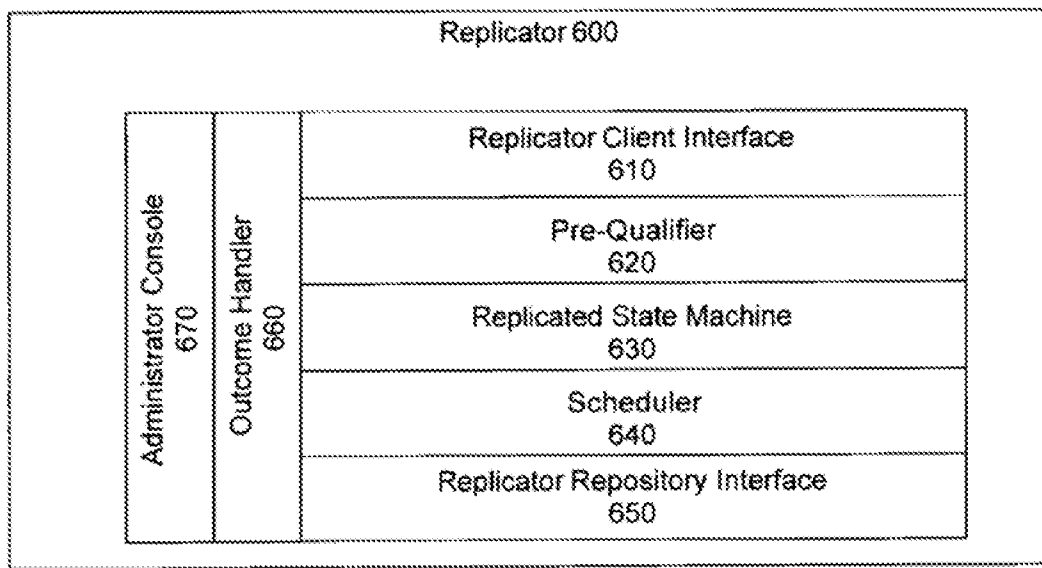 Replicator 600
Administrator Console
670
Outcome Handler
660
Replicator Client Interface
610
Pre-Qualifier
620
Replicated State Machine
630
Scheduler
640
Replicator Repository Interface
650